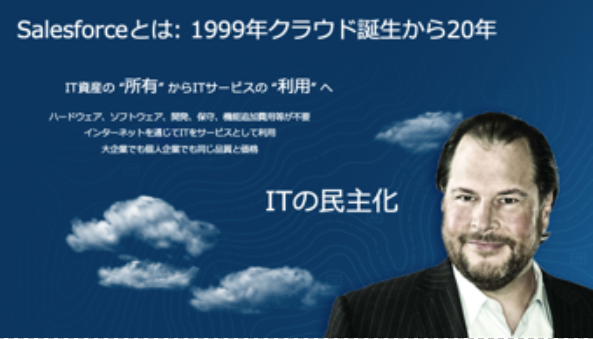 Salesforceとは: 1999年クラウド誕生から20年
IT資産の “所有” からITサービスの “利用” へ
ハードウェア、ソフトウェア、開発、保守、機能追加費用等が不要
インターネットを通じてITをサービスとして利用
大企業でも個人企業でも同じ品質と価格
ITの民主化